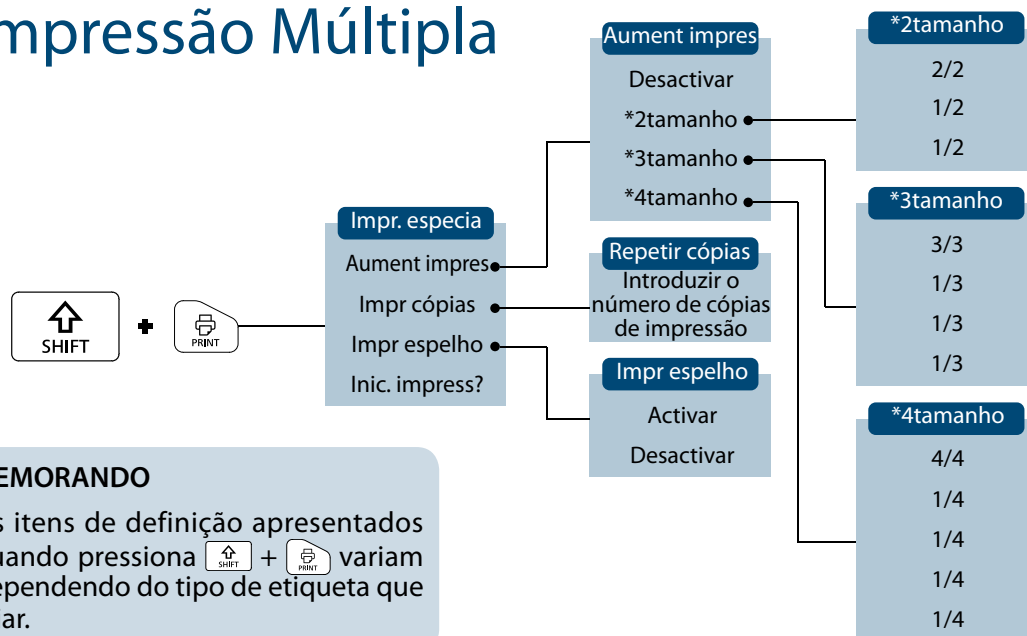 mpressão Múltipla
SHIFT
PRINT
Impr. especia
Aument impres
Impr cópias
Impr espelho
Inic. impress?
Aument impres
Desactivar
*2tamanho
*3tamanho
*4tamanho
Repetir cópias
Introduzir o
número de cópias
de impressão
Impr espelho
Activar
Desactivar
*2tamanho
2/2
1/2
1/2
*3tamanho
3/3
1/3
1/3
1/3
*4tamanho
4/4
1/4
1/4
1/4
1/4
EMORANDO
s itens de definição apresentados
uando pressiona SHIFT + PRINT variam
ependendo do tipo de etiqueta que
iar.